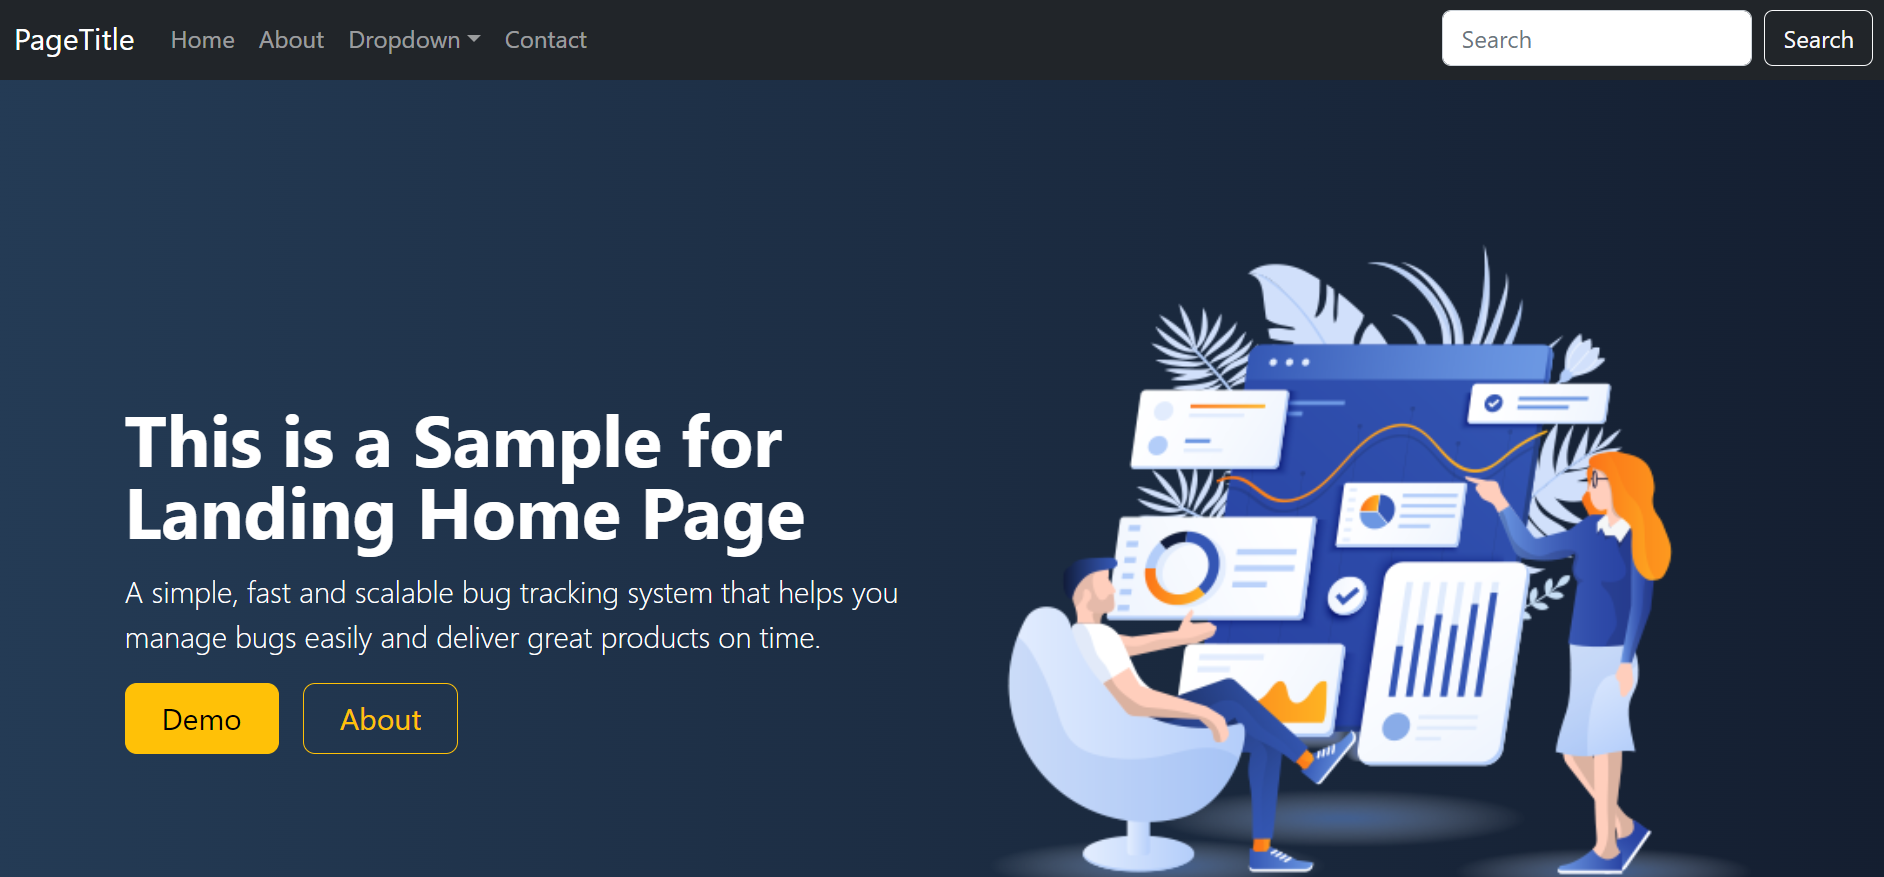 PageTitle Home About Dropdown Contact Search Search
This is a Sample for
Landing Home Page
A simple, fast and scalable bug tracking system that helps you
manage bugs easily and deliver great products on time.
Demo About